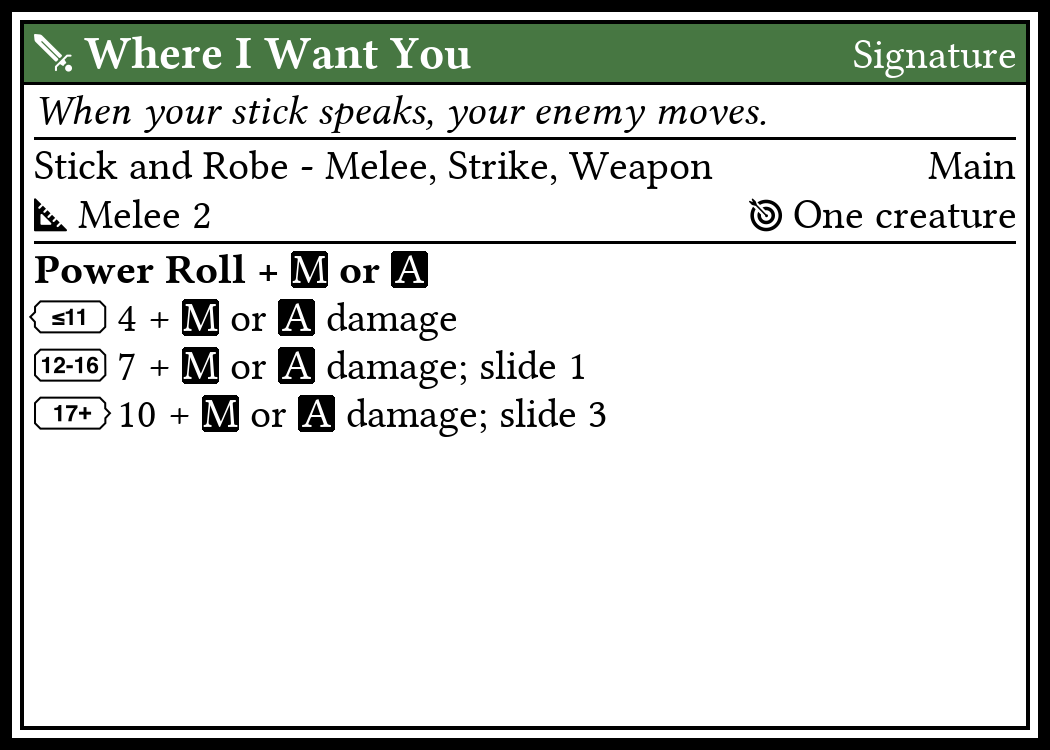 Where I Want You Signature
When your stick speaks, your enemy moves.
Stick and Robe - Melee, Strike, Weapon Main
Melee 2 One creature
Power Roll + M or A
≤11 4 + M or A damage
12-16 7 + M or A damage; slide 1
17+ 10 + M or A damage; slide 3